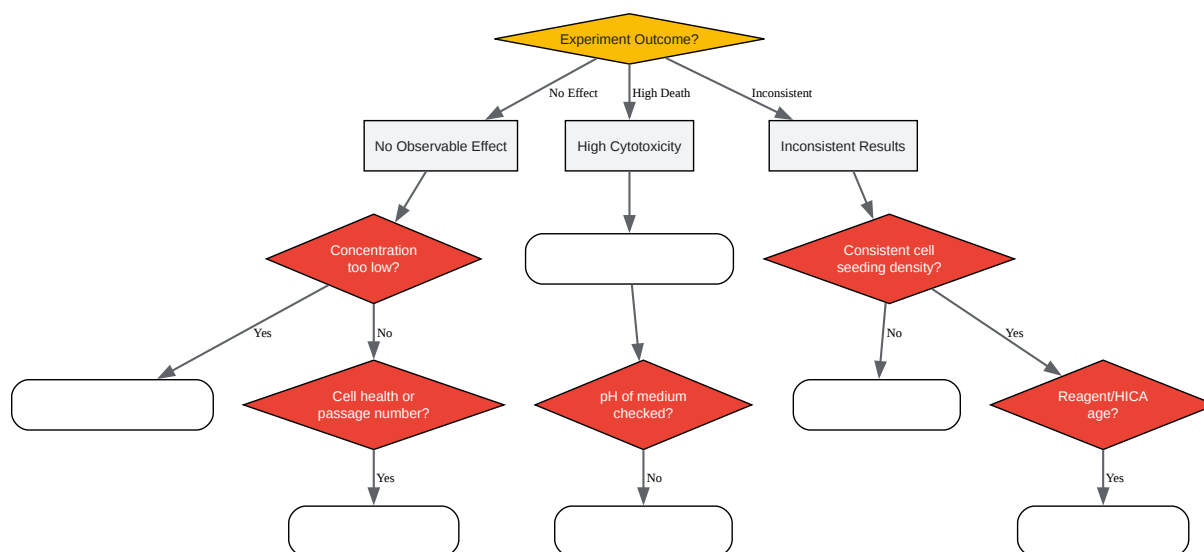 Experiment Outcome?
No Effect
High Death
Inconsistent
No Observable Effect
High Cytotoxicity
Inconsistent Results
Concentration
too low?
Consistent cell
seeding density?
Yes
No
No
Yes
Cell health or
passage number?
pH of medium
checked?
Reagent/HICA
age?
Yes
No
Yes